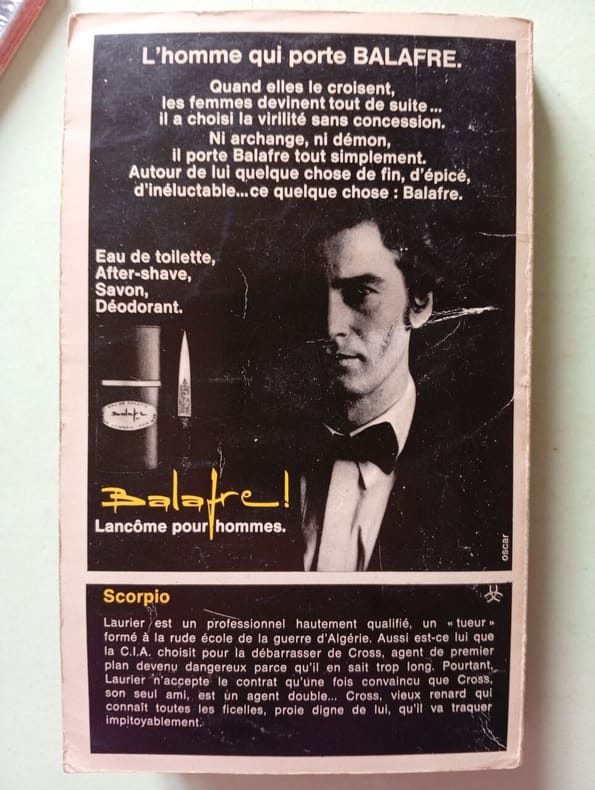 L'homme qui porte BALAFRE.
Quand elles le croisent,
les femmes devinent tout de suite...
il a choisi la virilité sans concession.
Ni archange, ni démon,
il porte Balafre tout simplement.
Autour de lui quelque chose de fin, d'épicé,
d'inéluctable...ce quelque chose : Balafre.
Eau de toilette,
After-shave,
Savon,
Déodorant.
EAU DE TOILETTE
Balafre
Balafre!
Lancôme pour hommes.
oscar
Scorpio
Laurier est un professionnel hautement qualifié, un « tueur »
formé à la rude école de la guerre d'Algérie. Aussi est-ce lui que
la C.I.A. choisit pour la débarrasser de Cross, agent de premier
plan devenu dangereux parce qu'il en sait trop long. Pourtant,
Laurier n'accepte le contrat qu'une fois convaincu que Cross,
son seul ami, est un agent double... Cross, vieux renard qui
connaît toutes les ficelles, proie digne de lui, qu'il va traquer
impitoyablement.